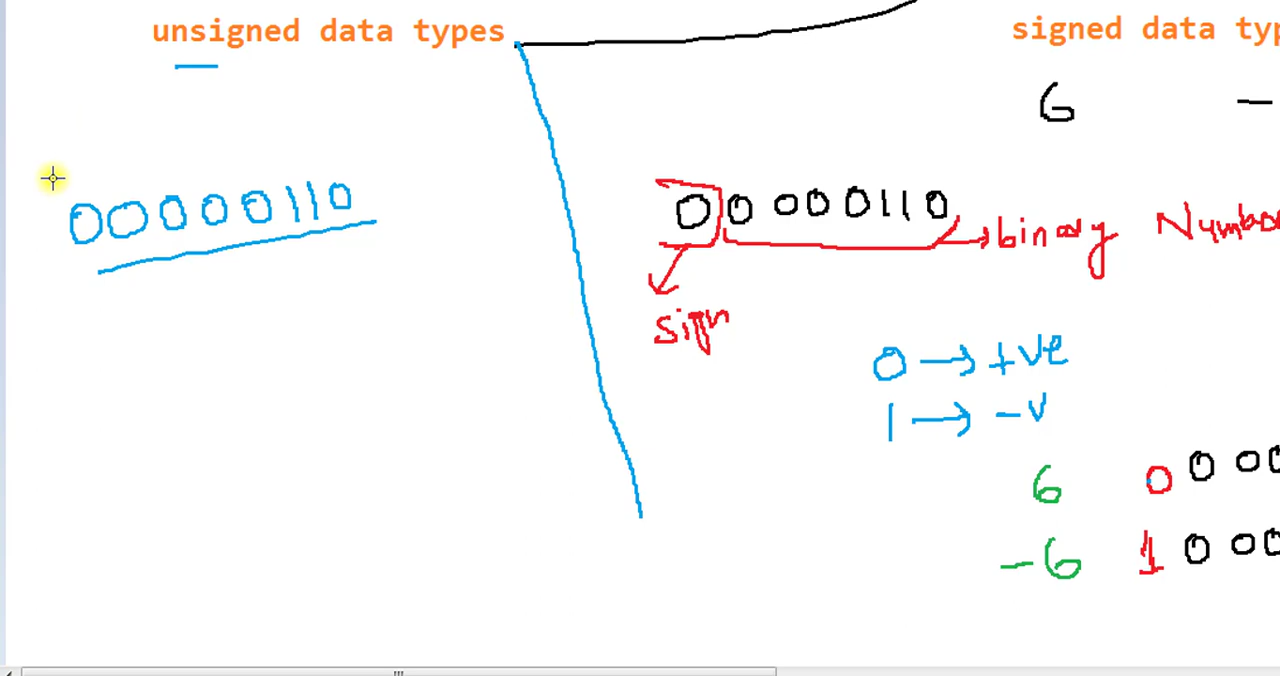 unsigned data types
signed data typ
6 -
00000110
00000110 → binary Numbe
sign
0 → +ve
1 → -v
6 0 0 00
-6 1 0 00